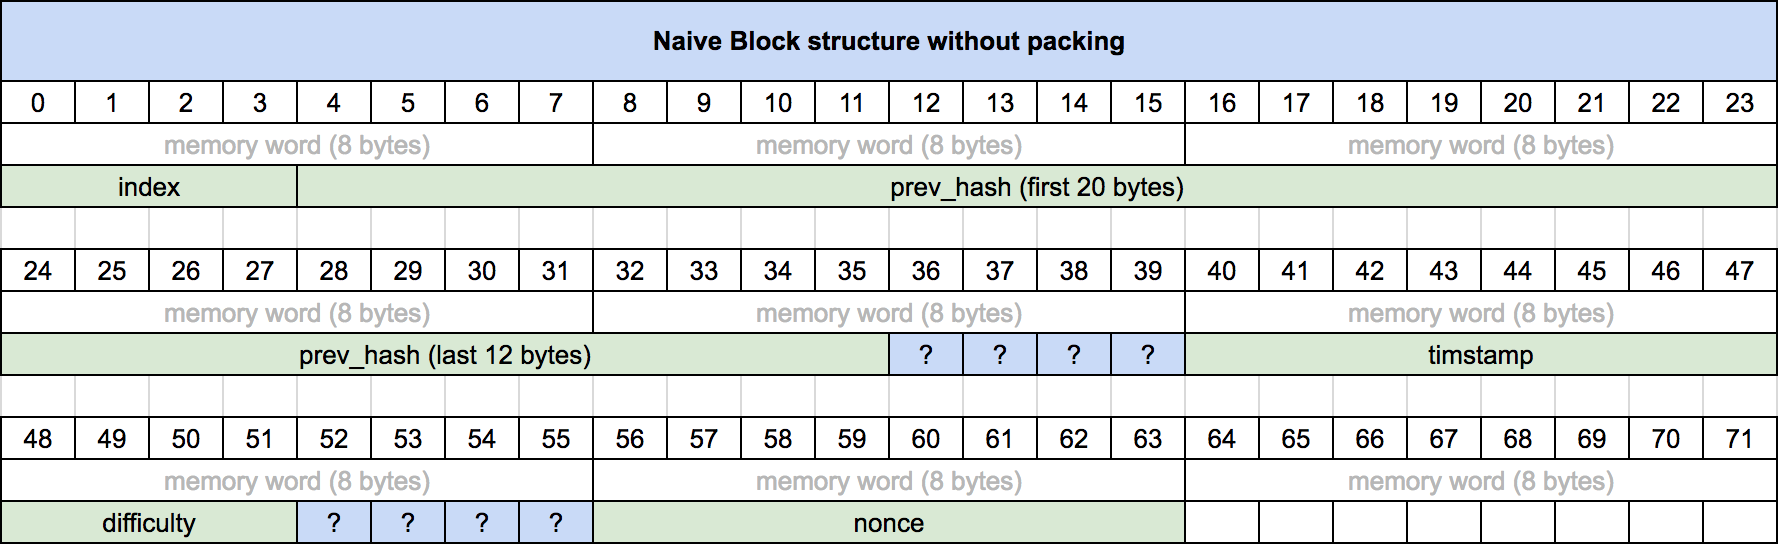 Naive Block structure without packing
0 1 2 3 4 5 6 7 8 9 10 11 12 13 14 15 16 17 18 19 20 21 22 23
memory word (8 bytes) memory word (8 bytes) memory word (8 bytes)
index prev_hash (first 20 bytes)
24 25 26 27 28 29 30 31 32 33 34 35 36 37 38 39 40 41 42 43 44 45 46 47
memory word (8 bytes) memory word (8 bytes) memory word (8 bytes)
prev_hash (last 12 bytes) ? ? ? ? timstamp
48 49 50 51 52 53 54 55 56 57 58 59 60 61 62 63 64 65 66 67 68 69 70 71
memory word (8 bytes) memory word (8 bytes) memory word (8 bytes)
difficulty ? ? ? ? nonce